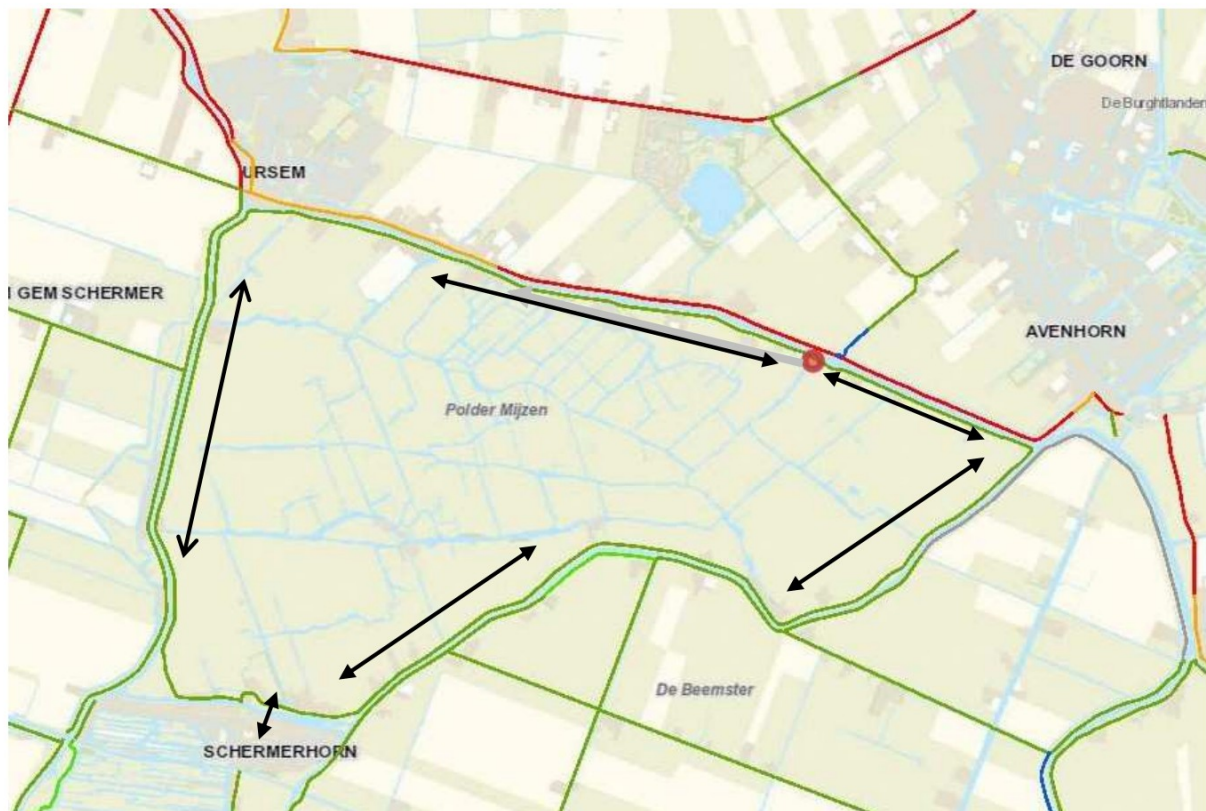 DE GOORN
De Burghtlanden
URSEM
GEM SCHERMER
AVENHORN
Polder Mijzen
De Beemster
SCHERMERHORN